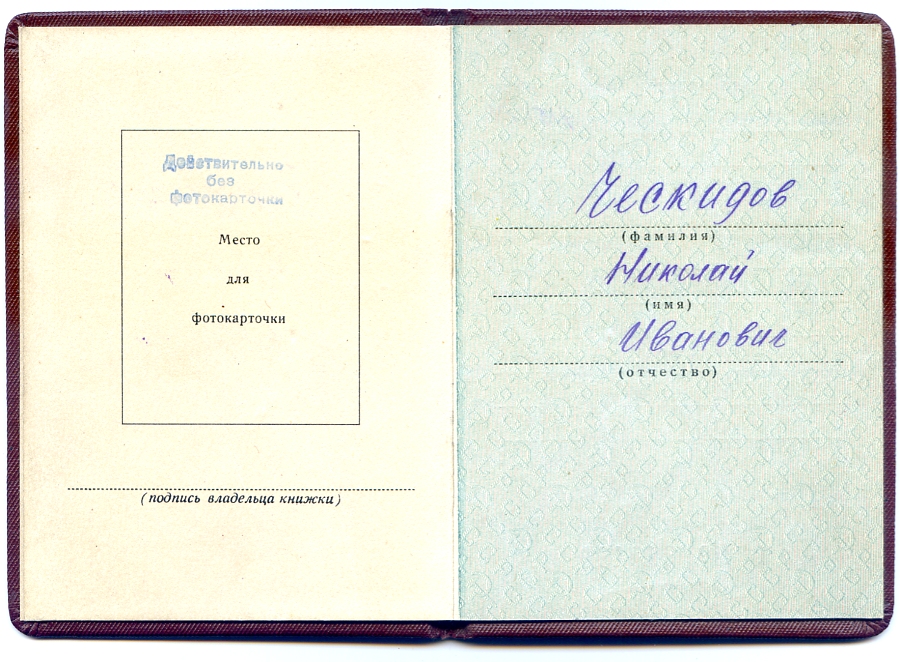 Действительно
без
фотокарточки
Место
для
фотокарточки
(подпись владельца книжки)
Ческидов
(фамилия)
Николай
(имя)
Иванович
(отчество)